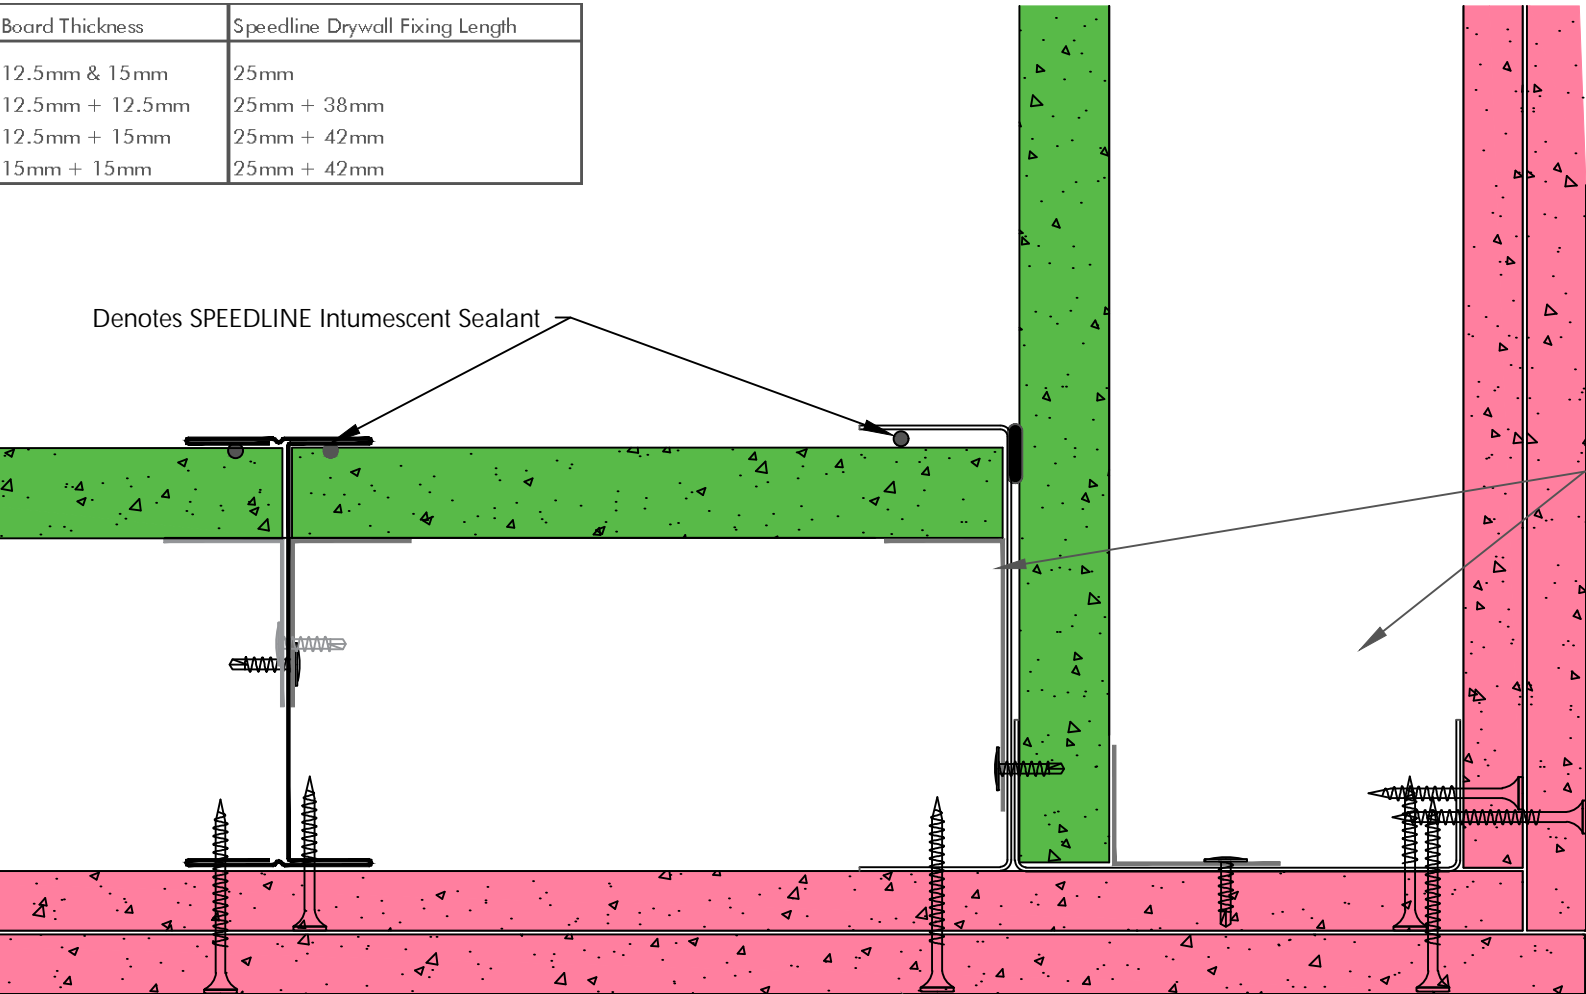 Board Thickness Speedline Drywall Fixing Length
12.5mm & 15mm 25mm
12.5mm + 12.5mm 25mm + 38mm
12.5mm + 15mm 25mm + 42mm
15mm + 15mm 25mm + 42mm
Denotes SPEEDLINE Intumescent Sealant